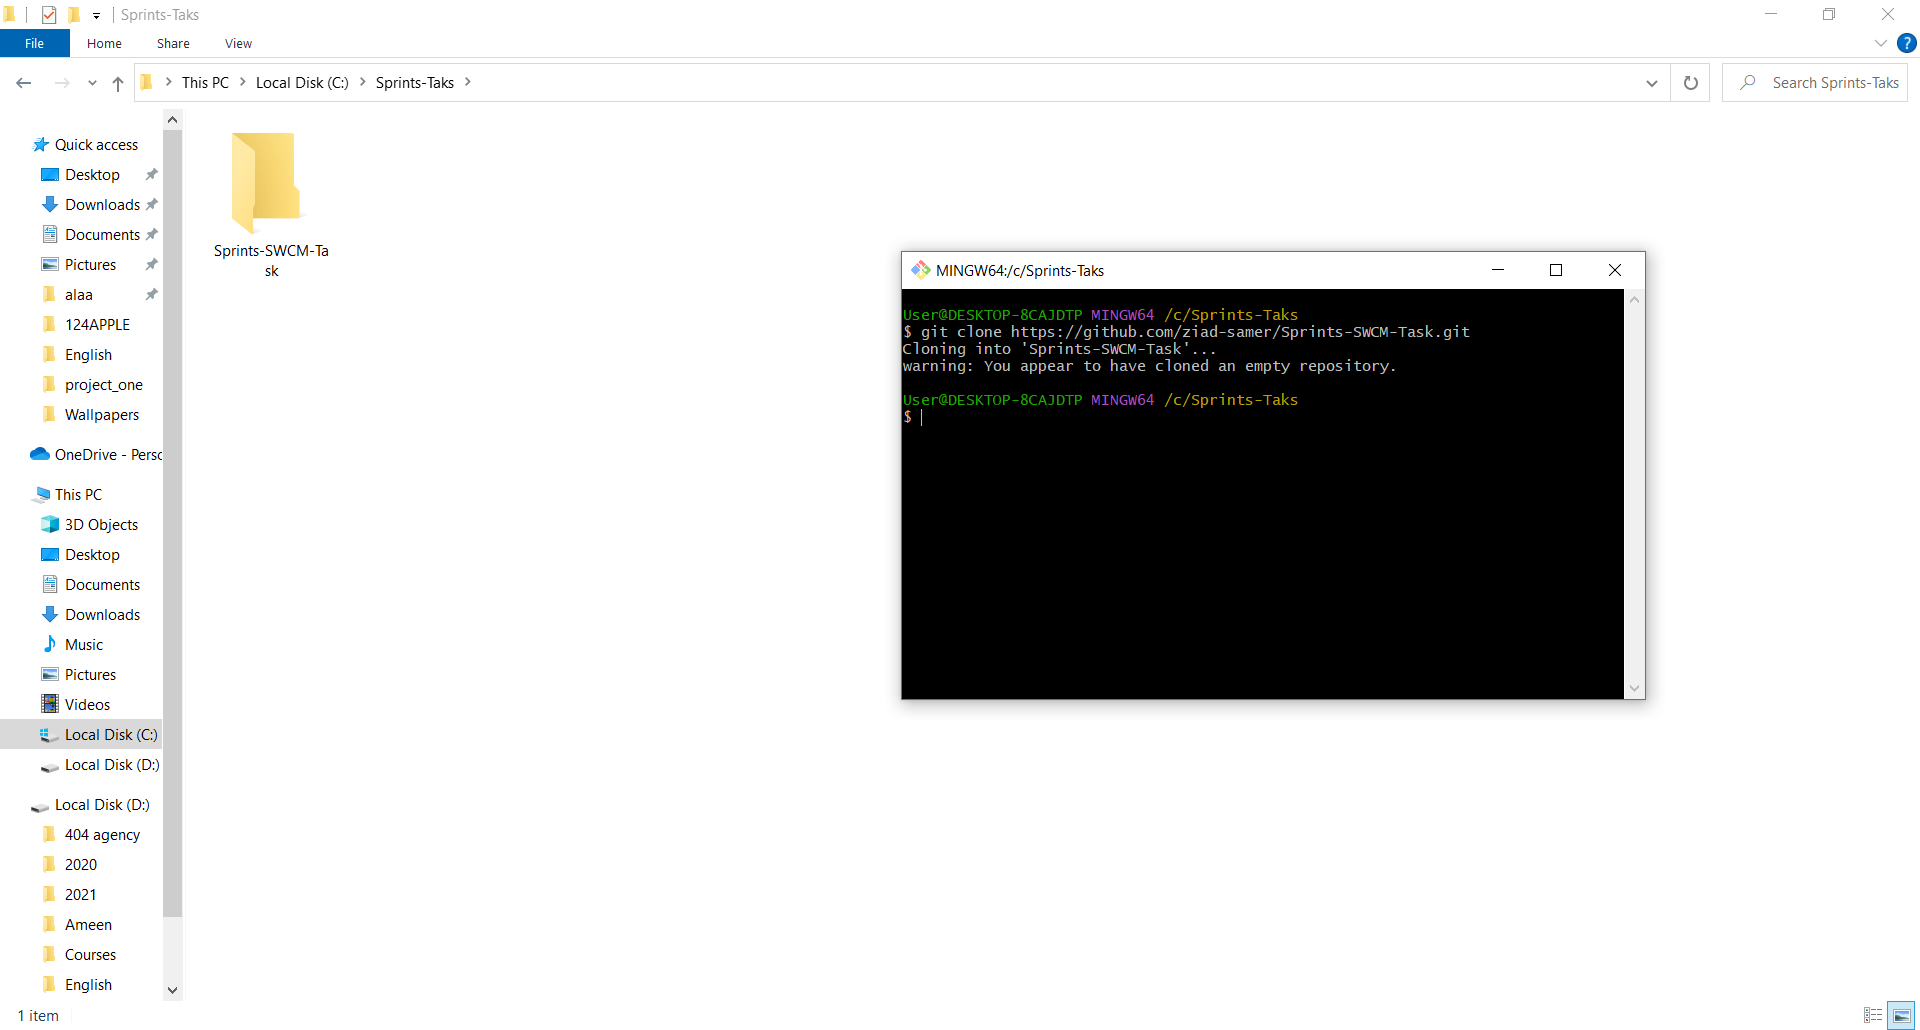 Sprints-Taks
File Home Share View
This PC Local Disk (C:) Sprints-Taks
Search Sprints-Taks
Quick access
Desktop
Downloads
Documents
Pictures
alaa
124APPLE
English
project_one
Wallpapers
OneDrive - Perso
This PC
3D Objects
Desktop
Documents
Downloads
Music
Pictures
Videos
Local Disk (C:)
Local Disk (D:)
Local Disk (D:)
404 agency
2020
2021
Ameen
Courses
English
1 item
Sprints-SWCM-Ta
sk
MINGW64:/c/Sprints-Taks
User@DESKTOP-8CAJDTP MINGW64 /c/Sprints-Taks
$ git clone https://github.com/ziad-samer/Sprints-SWCM-Task.git
Cloning into 'Sprints-SWCM-Task'...
warning: You appear to have cloned an empty repository.
User@DESKTOP-8CAJDTP MINGW64 /c/Sprints-Taks
$